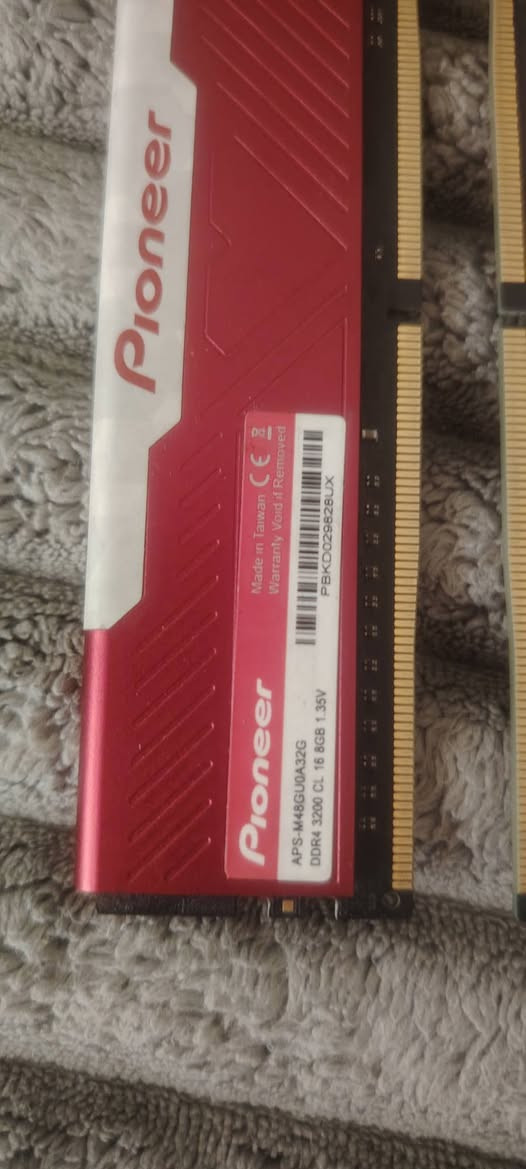 Pioneer
Pioneer
Made in Taiwan CE
Warranty Void if Removed
PBKD029828UX
APS-M48GU0A32G
DDR4 3200 CL 16 8GB 1.35V